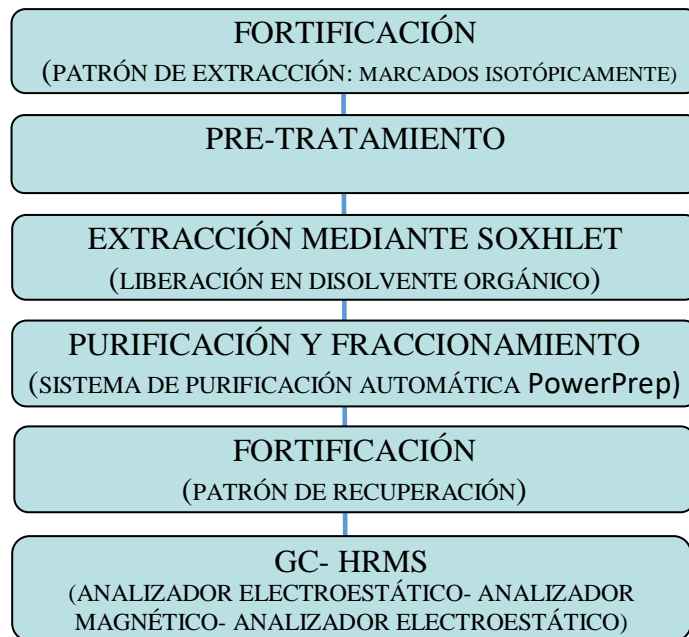 FORTIFICACIÓN
(PATRÓN DE EXTRACCIÓN: MARCADOS ISOTÓPICAMENTE)
PRE-TRATAMIENTO
EXTRACCIÓN MEDIANTE SOXHLET
(LIBERACIÓN EN DISOLVENTE ORGÁNICO)
PURIFICACIÓN Y FRACCIONAMIENTO
(SISTEMA DE PURIFICACIÓN AUTOMÁTICA PowerPrep)
FORTIFICACIÓN
(PATRÓN DE RECUPERACIÓN)
GC- HRMS
(ANALIZADOR ELECTROESTÁTICO- ANALIZADOR
MAGNÉTICO- ANALIZADOR ELECTROESTÁTICO)